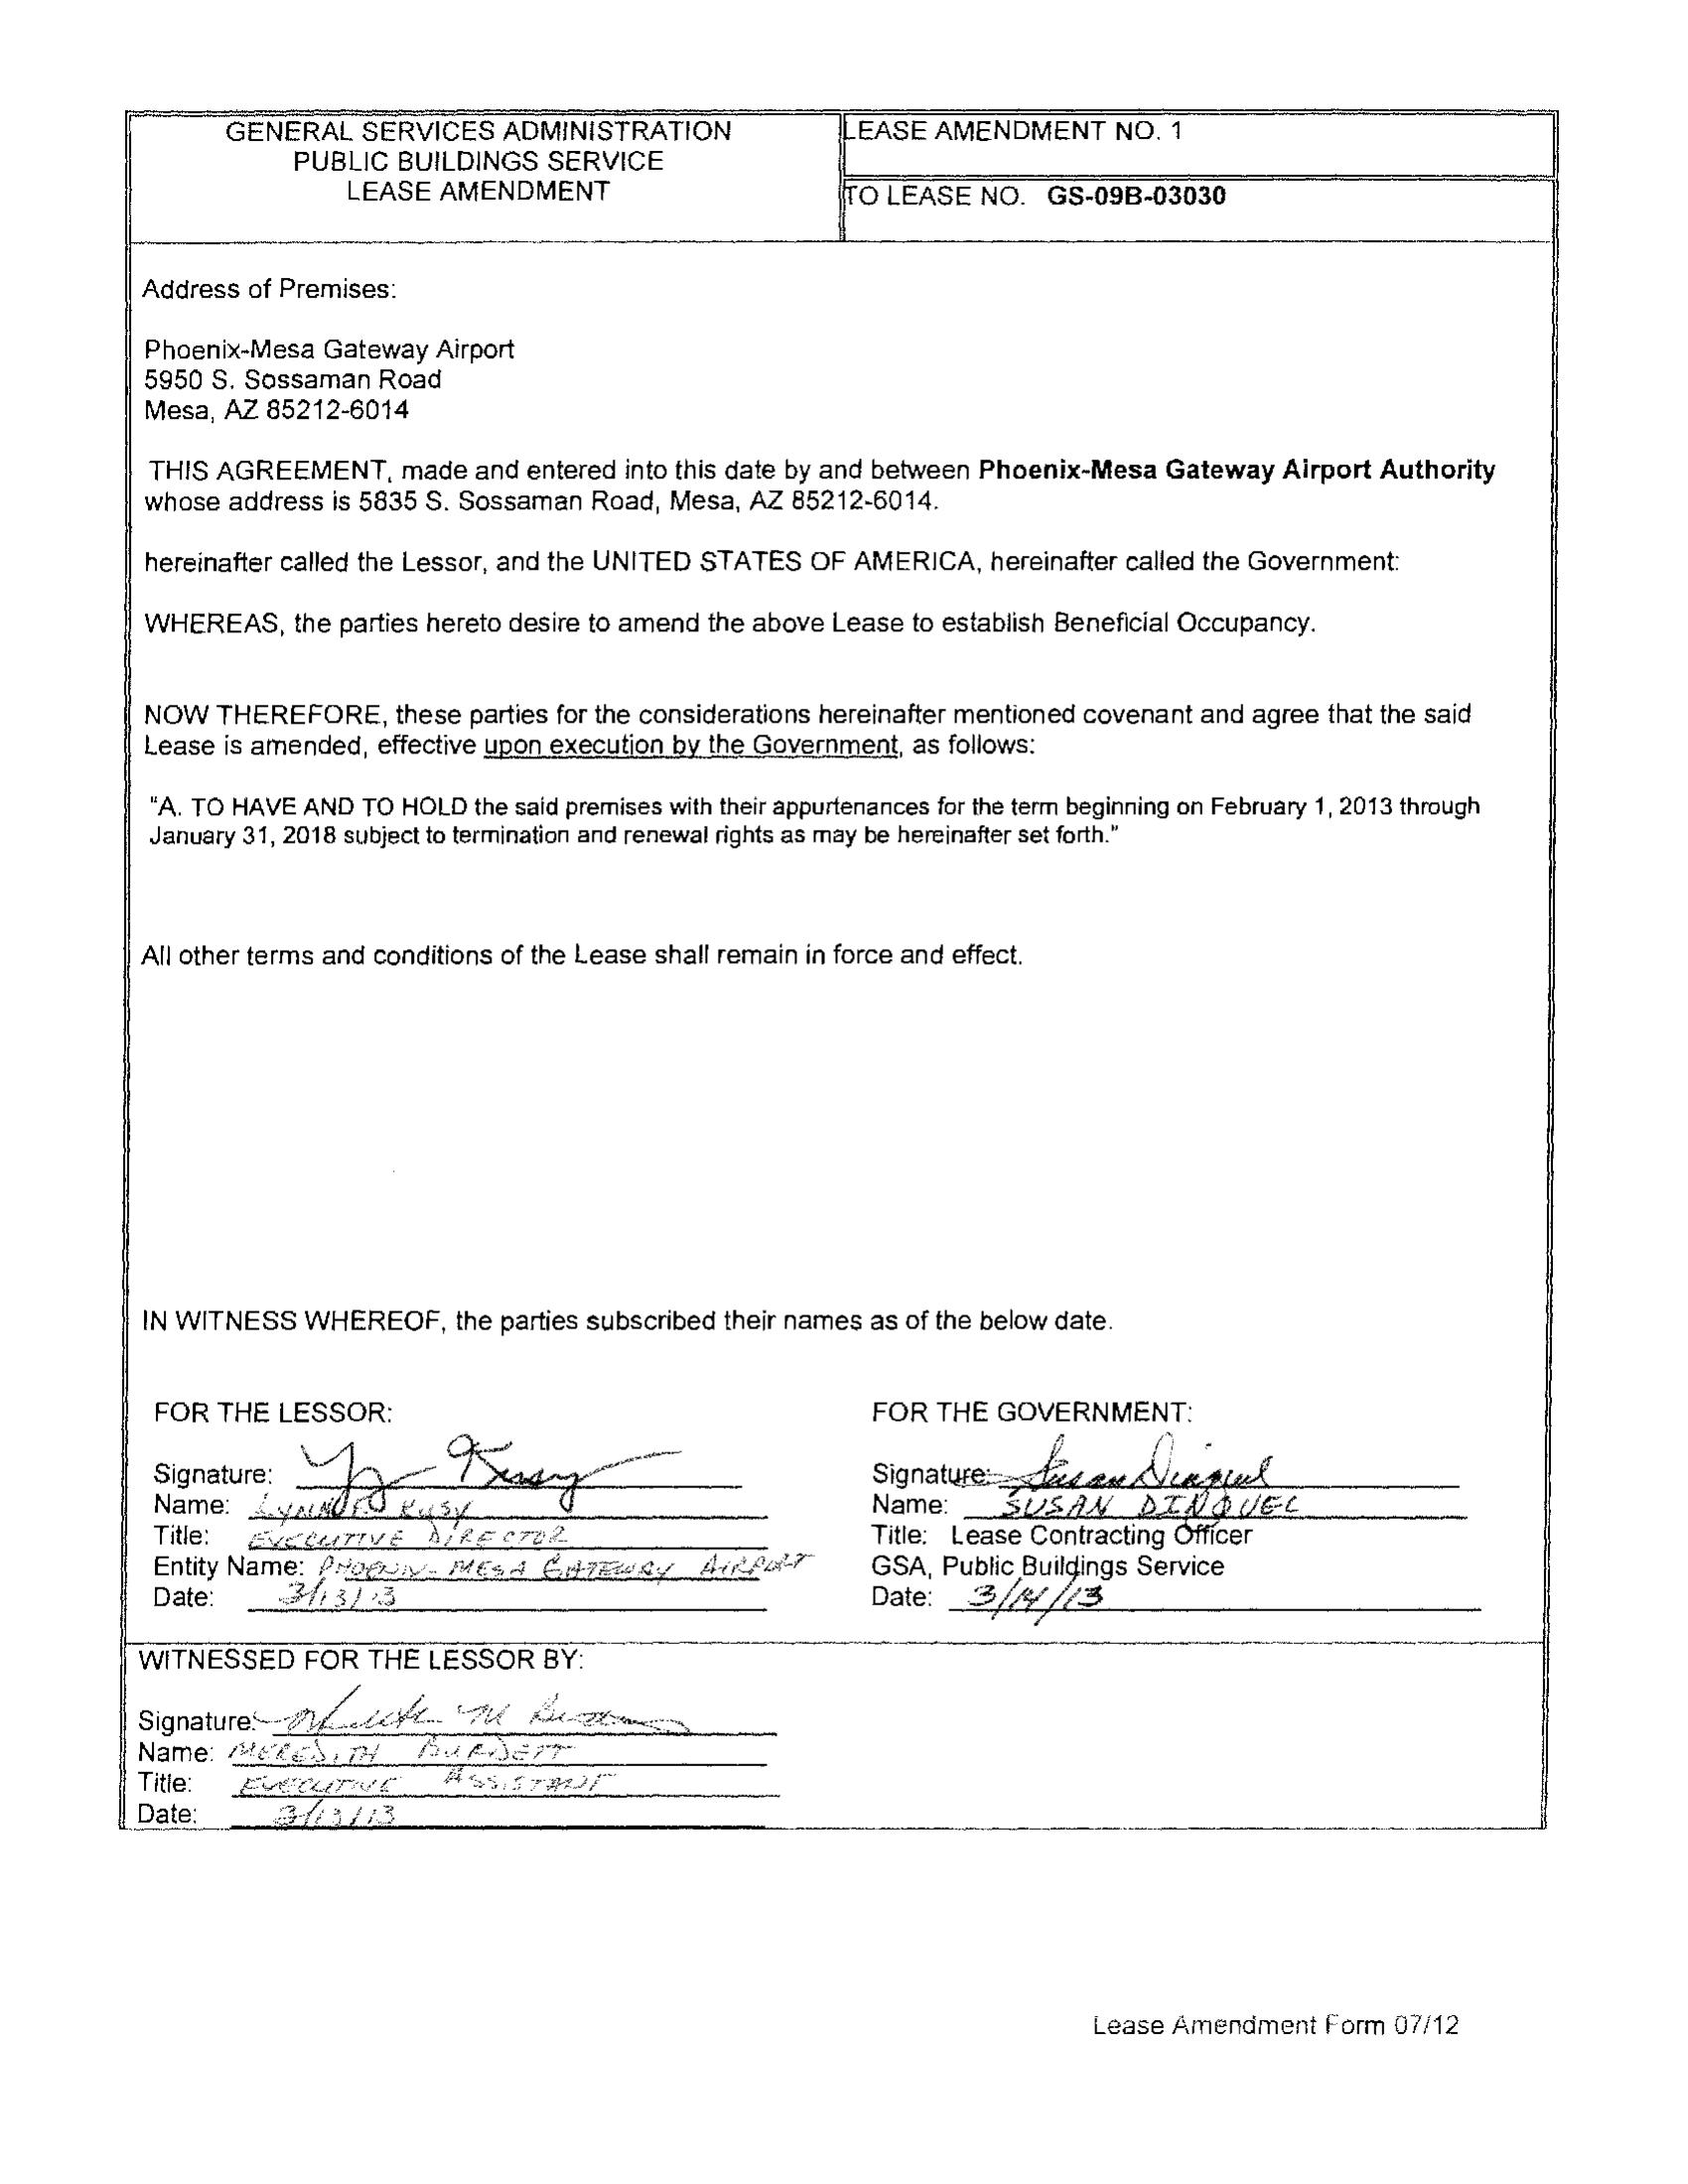 GENERAL SERVICES ADMINISTRATION
PUBLIC BUILDINGS SERVICE
LEASE AMENDMENT
LEASE AMENDMENT NO. 1
TO LEASE NO. GS-09B-03030
Address of Premises:
Phoenix-Mesa Gateway Airport
5950 S. Sossaman Road
Mesa, AZ 85212-6014
THIS AGREEMENT, made and entered into this date by and between Phoenix-Mesa Gateway Airport Authority
whose address is 5835 S. Sossaman Road, Mesa, AZ 85212-6014.
hereinafter called the Lessor, and the UNITED STATES OF AMERICA, hereinafter called the Government:
WHEREAS, the parties hereto desire to amend the above Lease to establish Beneficial Occupancy.
NOW THEREFORE, these parties for the considerations hereinafter mentioned covenant and agree that the said
Lease is amended, effective upon execution by the Government, as follows:
"A. TO HAVE AND TO HOLD the said premises with their appurtenances for the term beginning on February 1, 2013 through
January 31, 2018 subject to termination and renewal rights as may be hereinafter set forth."
All other terms and conditions of the Lease shall remain in force and effect.
IN WITNESS WHEREOF, the parties subscribed their names as of the below date.
FOR THE LESSOR:
Signature:
Name: LYNN F KUSY
Title: EXECUTIVE DIRECTOR
Entity Name: PHOENIX-MESA GATEWAY AIRPORT
Date: 3/13/13
FOR THE GOVERNMENT:
Signature: Susan Dinquel
Name: SUSAN DINQUEL
Title: Lease Contracting Officer
GSA, Public Buildings Service
Date: 3/14/13
WITNESSED FOR THE LESSOR BY:
Signature:
Name: MEREDITH BURDETT
Title: EXECUTIVE ASSISTANT
Date: 3/13/13
Lease Amendment Form 07/12